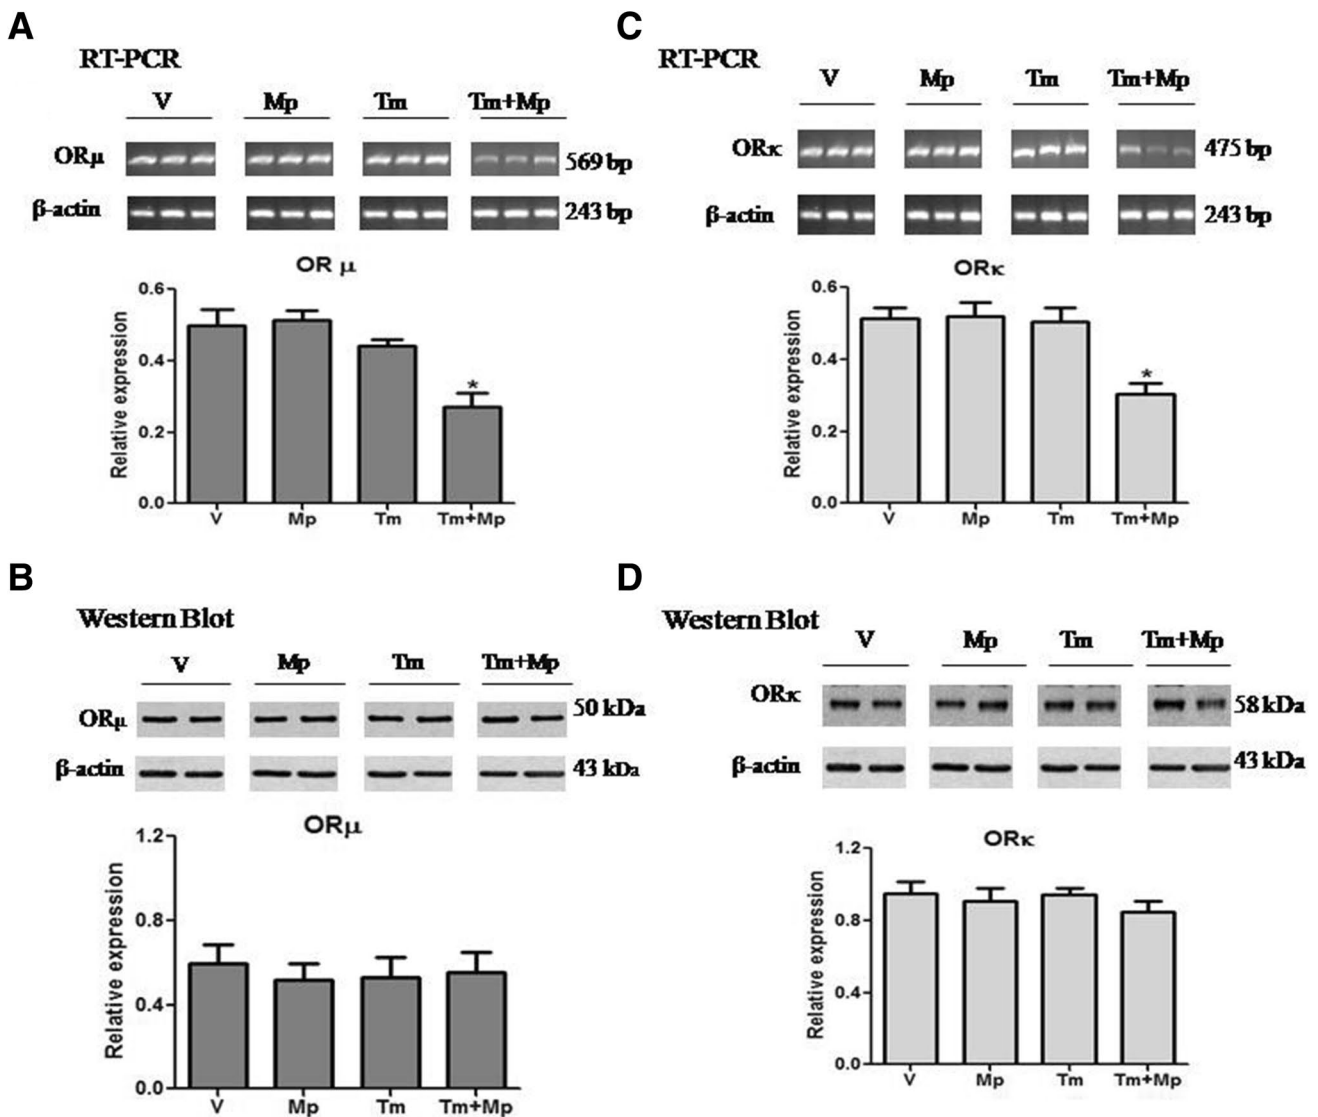 A
RT-PCR
V Mp Tm Tm+Mp
ORμ 569 bp
β-actin 243 bp
OR μ
Relative expression
0.6
0.4
0.2
0.0
*
V Mp Tm Tm+Mp
C
RT-PCR
V Mp Tm Tm+Mp
ORκ 475 bp
β-actin 243 bp
ORκ
Relative expression
0.6
0.4
0.2
0.0
*
V Mp Tm Tm+Mp
B
Western Blot
V Mp Tm Tm+Mp
ORμ 50 kDa
β-actin 43 kDa
ORμ
Relative expression
1.2
0.8
0.4
0.0
V Mp Tm Tm+Mp
D
Western Blot
V Mp Tm Tm+Mp
ORκ 58 kDa
β-actin 43 kDa
ORκ
Relative expression
1.2
0.8
0.4
0.0
V Mp Tm Tm+Mp